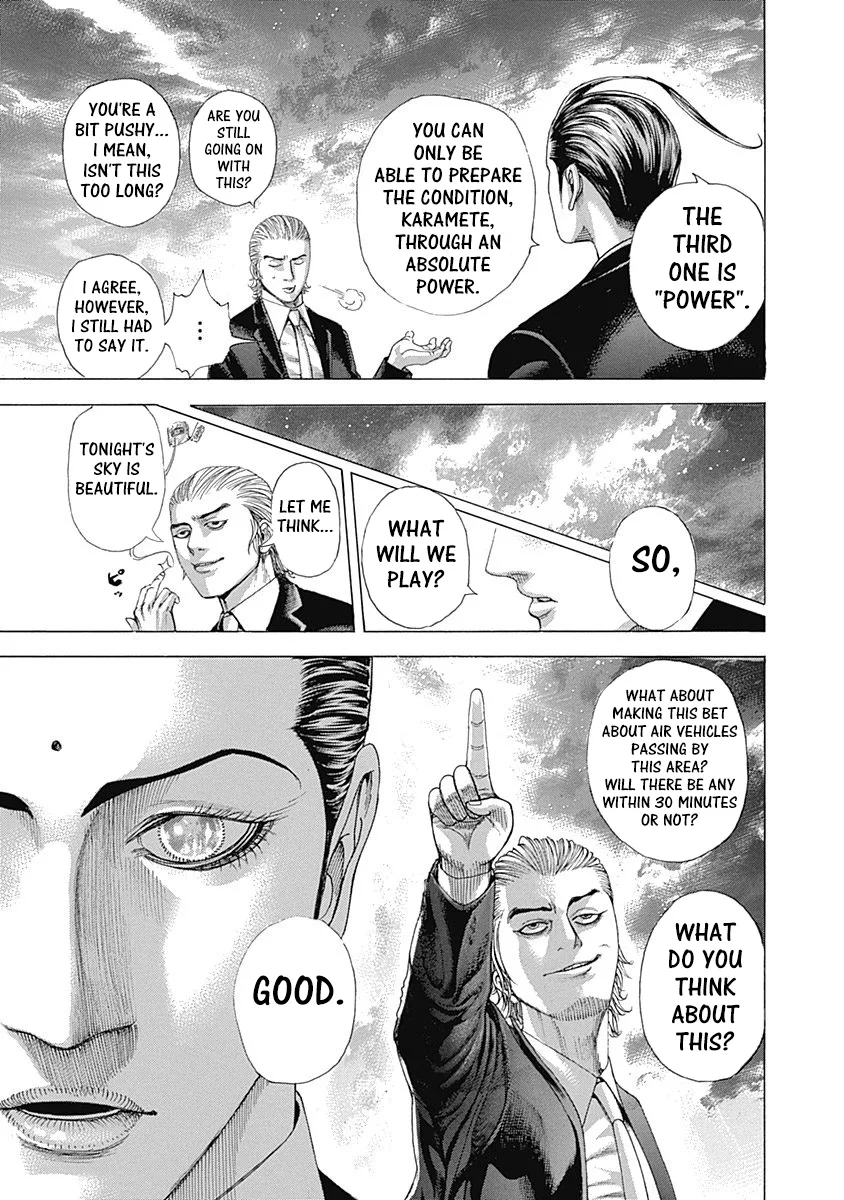 THE
THIRD
ONE IS
"POWER".
YOU CAN
ONLY BE
ABLE TO PREPARE
THE CONDITION,
KARAMETE,
THROUGH AN
ABSOLUTE
POWER.
ARE YOU
STILL
GOING ON
WITH
THIS?
YOU'RE A
BIT PUSHY...
I MEAN,
ISN'T THIS
TOO LONG?
...
I AGREE,
HOWEVER,
I STILL HAD
TO SAY IT.
SO,
WHAT
WILL WE
PLAY?
LET ME
THINK...
TONIGHT'S
SKY IS
BEAUTIFUL.
ピッ
WHAT ABOUT
MAKING THIS BET
ABOUT AIR VEHICLES
PASSING BY
THIS AREA?
WILL THERE BE ANY
WITHIN 30 MINUTES
OR NOT?
WHAT
DO YOU
THINK
ABOUT
THIS?
GOOD.